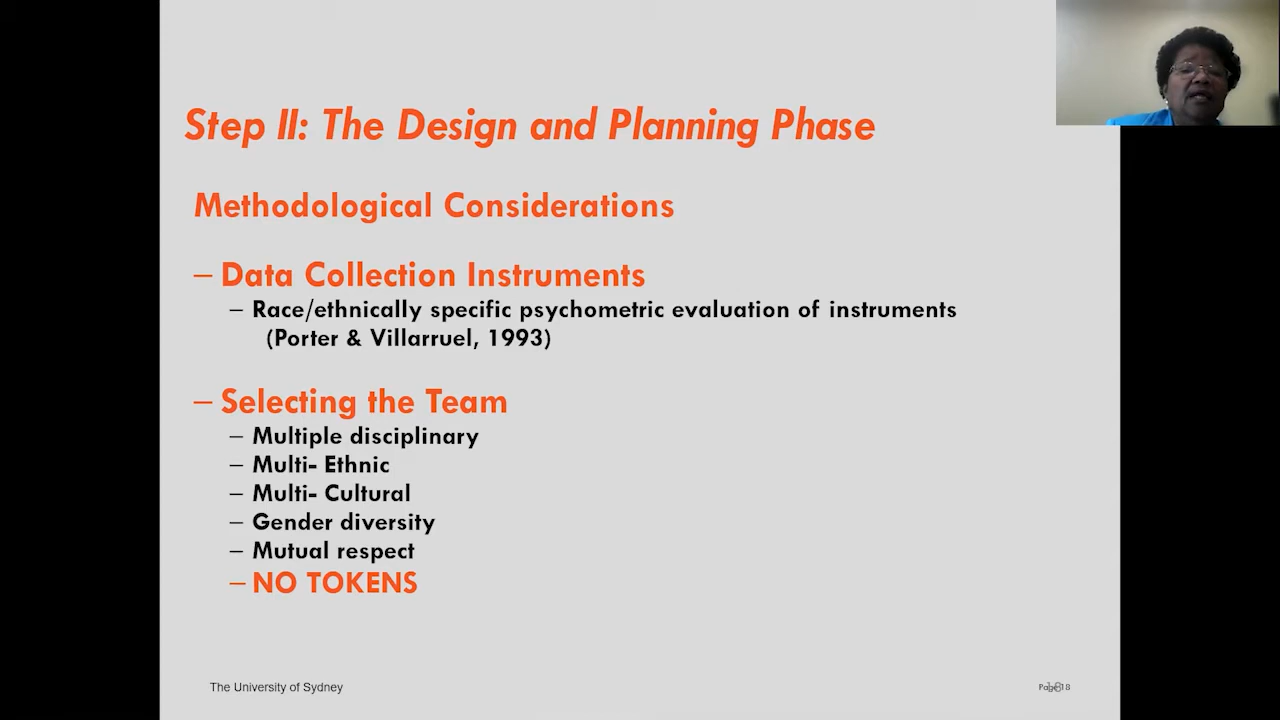 Step II: The Design and Planning Phase
Methodological Considerations
– Data Collection Instruments
– Race/ethnically specific psychometric evaluation of instruments
(Porter & Villarruel, 1993)
– Selecting the Team
– Multiple disciplinary
– Multi- Ethnic
– Multi- Cultural
– Gender diversity
– Mutual respect
– NO TOKENS
The University of Sydney
Page 18